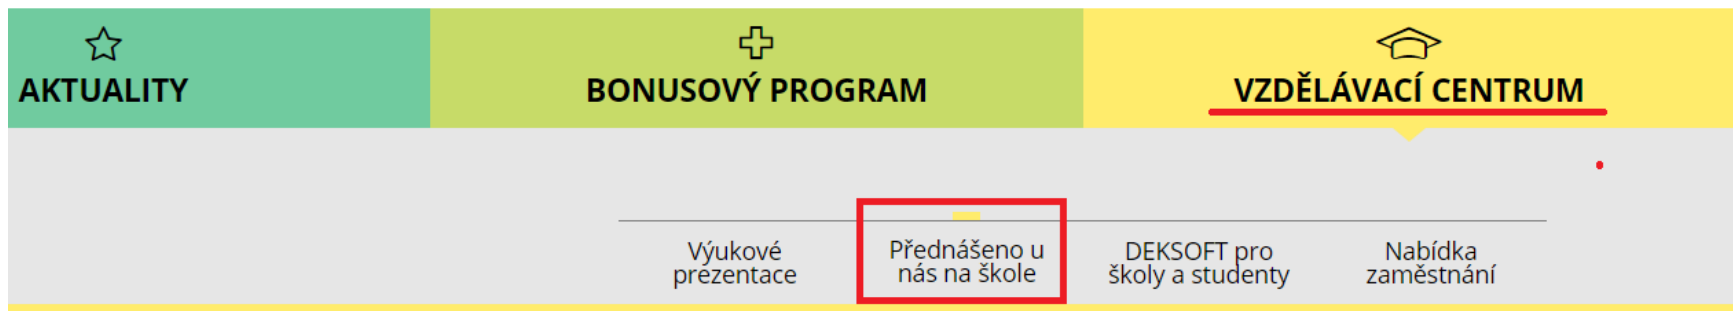 AKTUALITY
BONUSOVÝ PROGRAM
VZDĚLÁVACÍ CENTRUM
Výukové
prezentace
Přednášeno u
nás na škole
DEKSOFT pro
školy a studenty
Nabídka
zaměstnání